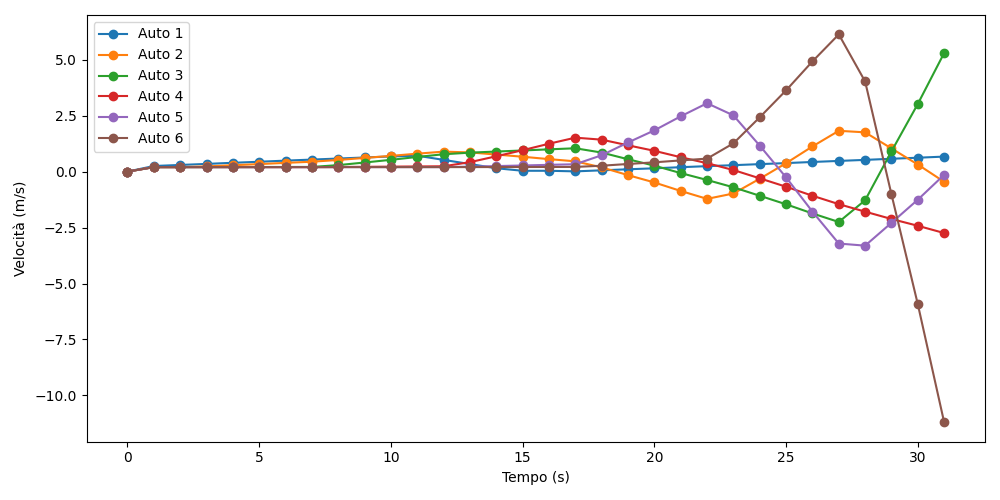 Auto 1
Auto 2
Auto 3
Auto 4
Auto 5
Auto 6
5.0
2.5
0.0
−2.5
−5.0
−7.5
−10.0
Velocità (m/s)
0 5 10 15 20 25 30
Tempo (s)